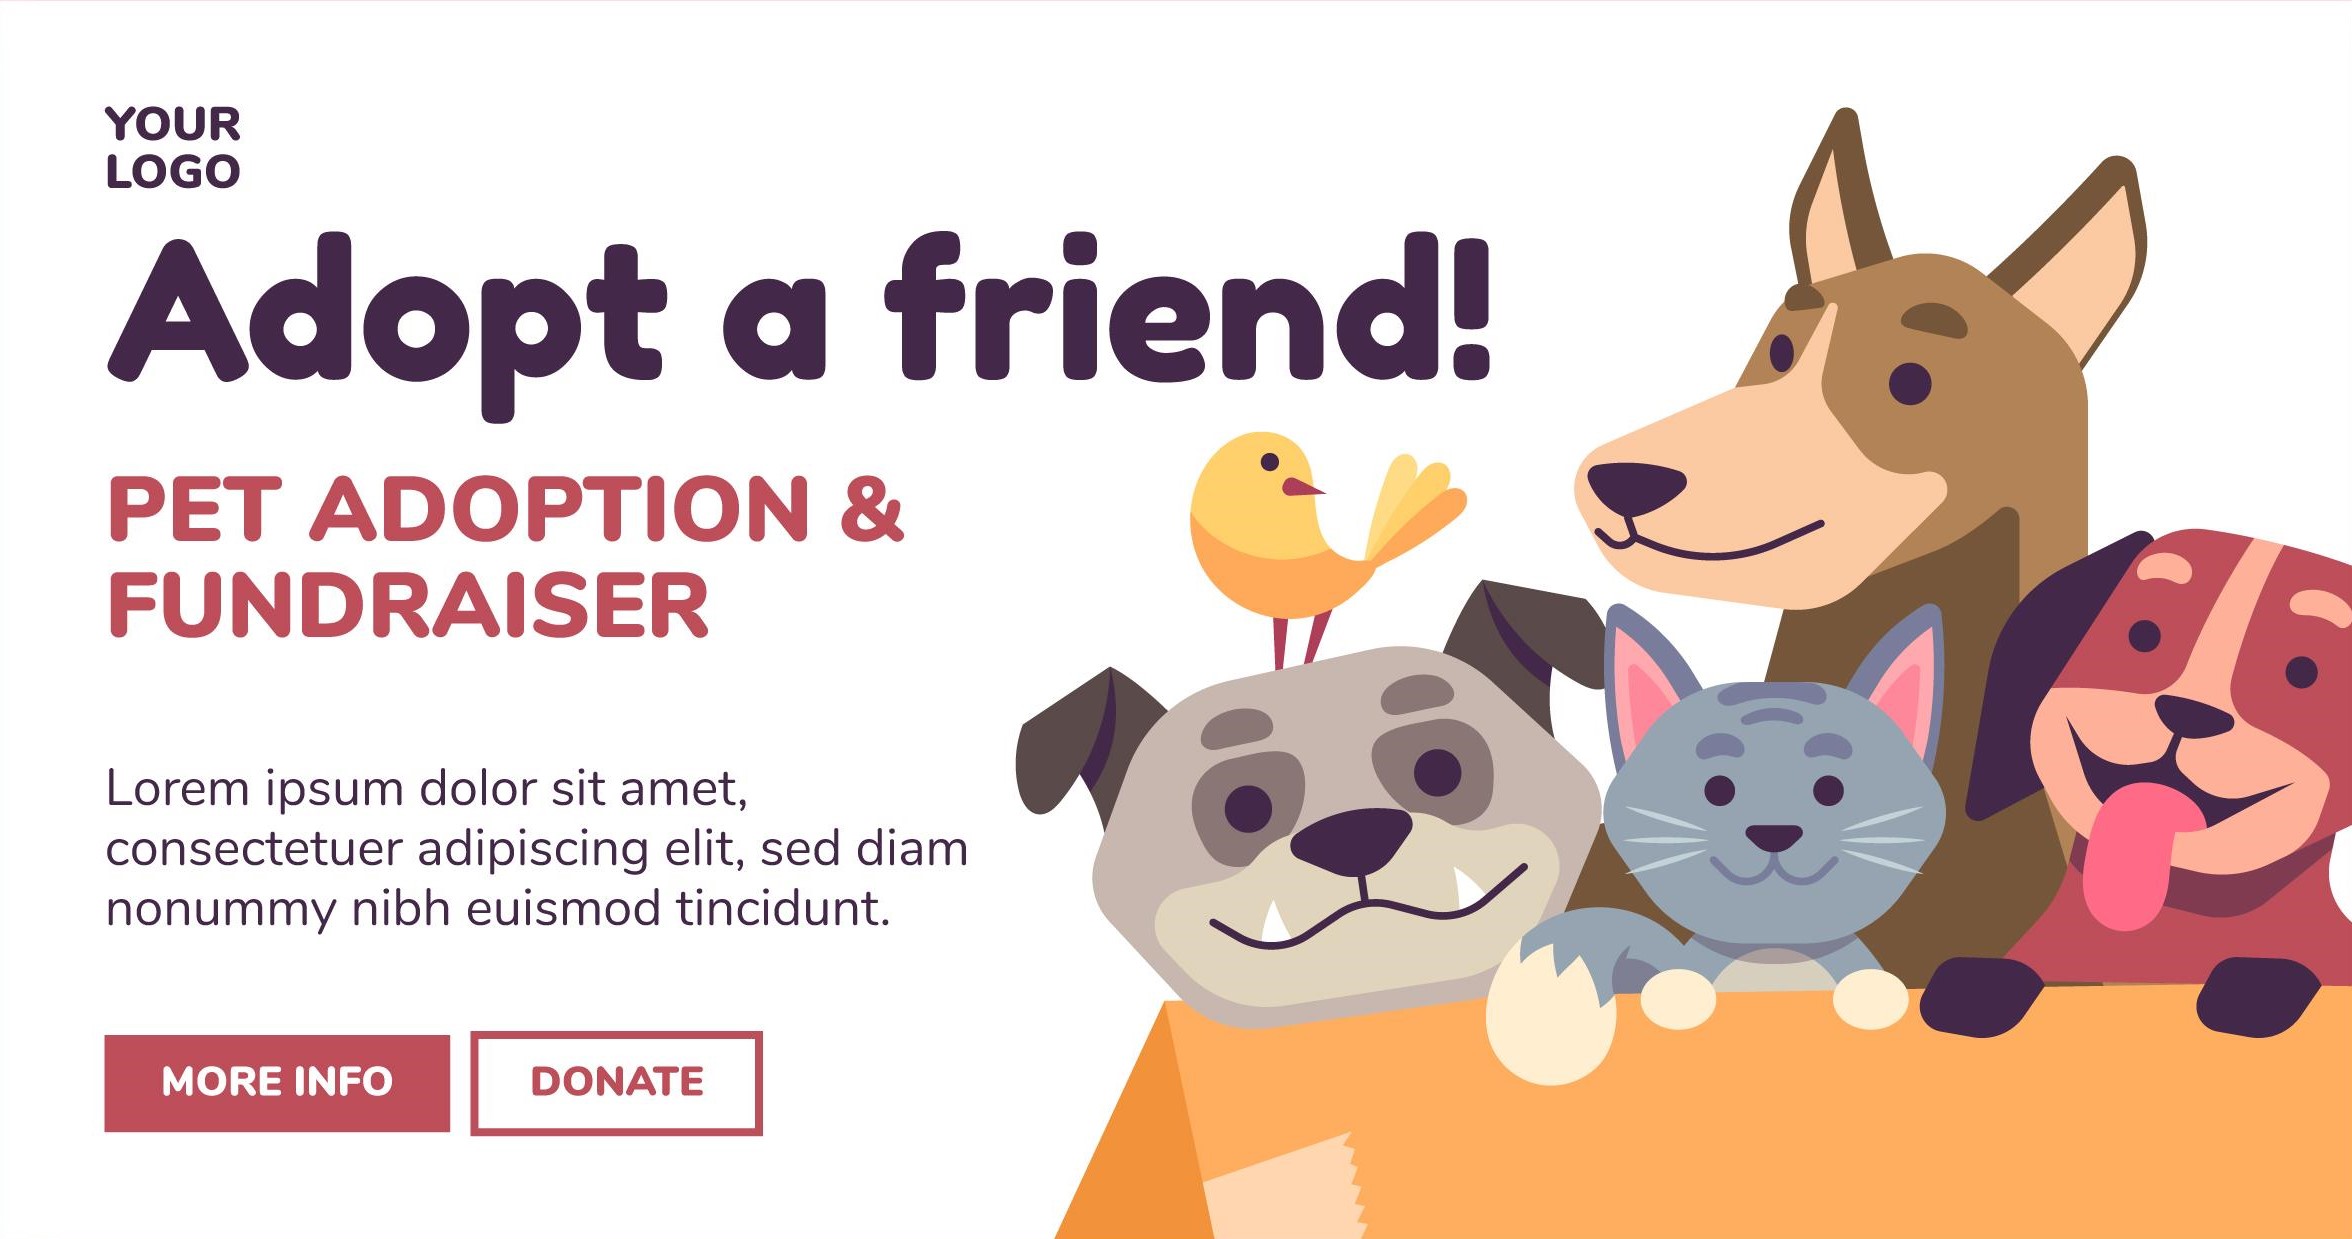 YOUR
LOGO
Adopt a friend!
PET ADOPTION &
FUNDRAISER
Lorem ipsum dolor sit amet,
consectetuer adipiscing elit, sed diam
nonummy nibh euismod tincidunt.
MORE INFO
DONATE